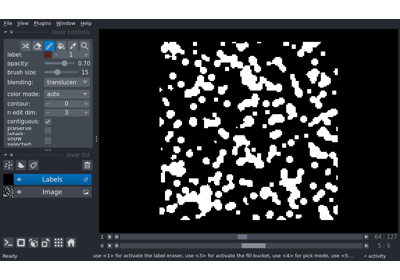 File View Plugins Window Help
layer controls
label: 1
opacity: 0.70
brush size: 15
blending: translucen
color mode: auto
contour: 0
n edit dim: 3
contiguous:
preserve labels:
show selected:
layer list
Labels
Image
1 64 127
0 5 9
Ready use <1> for activate the label eraser, use <3> for activate the fill bucket, use <4> for pick mode, use <5... activity